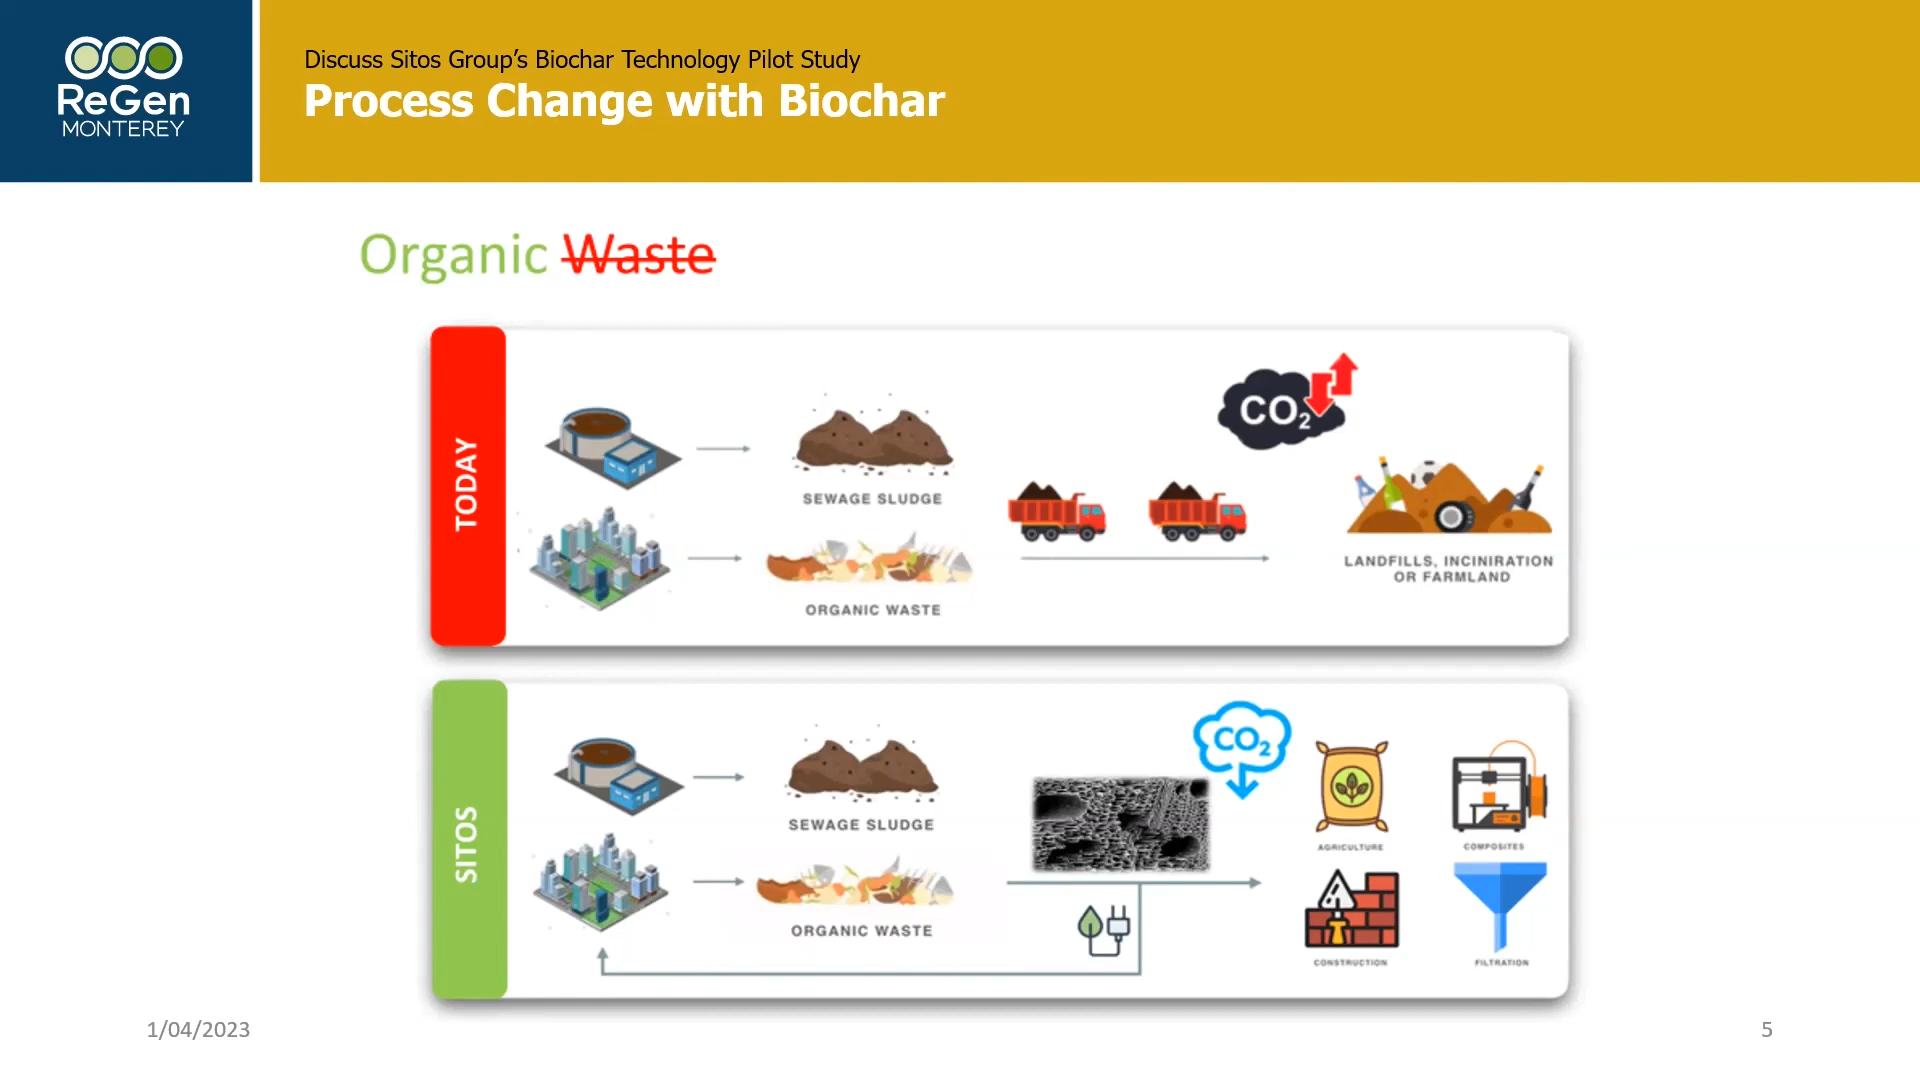 ReGen
MONTEREY
Discuss Sitos Group's Biochar Technology Pilot Study
Process Change with Biochar
Organic Waste
TODAY
SEWAGE SLUDGE
ORGANIC WASTE
CO2
LANDFILLS, INCINIRATION
OR FARMLAND
SITOS
SEWAGE SLUDGE
ORGANIC WASTE
CO2
AGRICULTURE
COMPOSITES
CONSTRUCTION
FILTRATION
1/04/2023
5